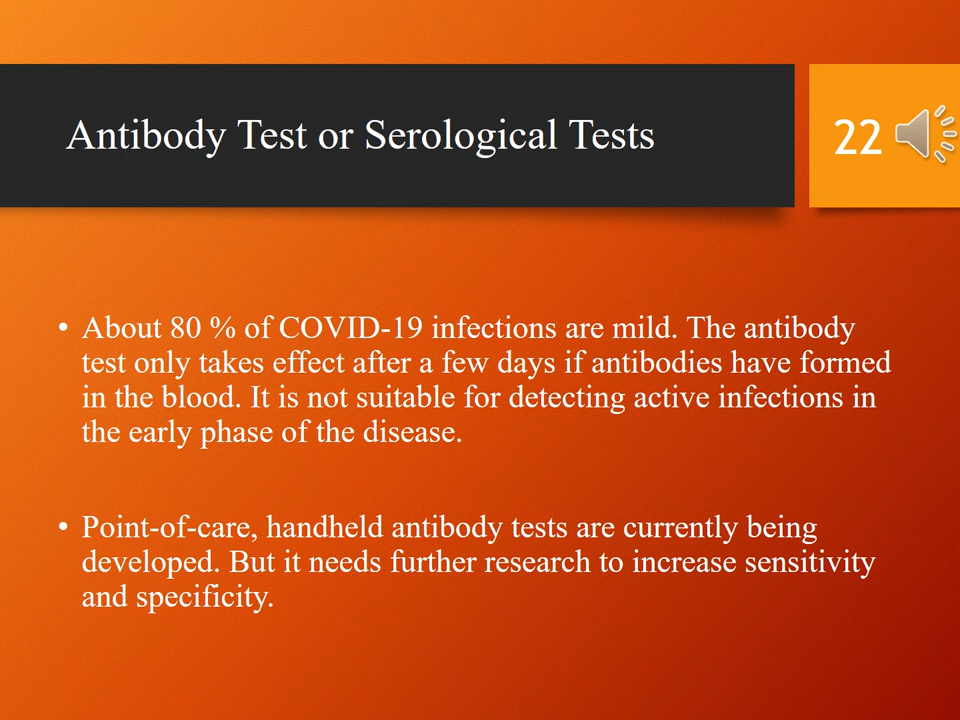 Antibody Test or Serological Tests
22
• About 80 % of COVID-19 infections are mild. The antibody
test only takes effect after a few days if antibodies have formed
in the blood. It is not suitable for detecting active infections in
the early phase of the disease.
• Point-of-care, handheld antibody tests are currently being
developed. But it needs further research to increase sensitivity
and specificity.